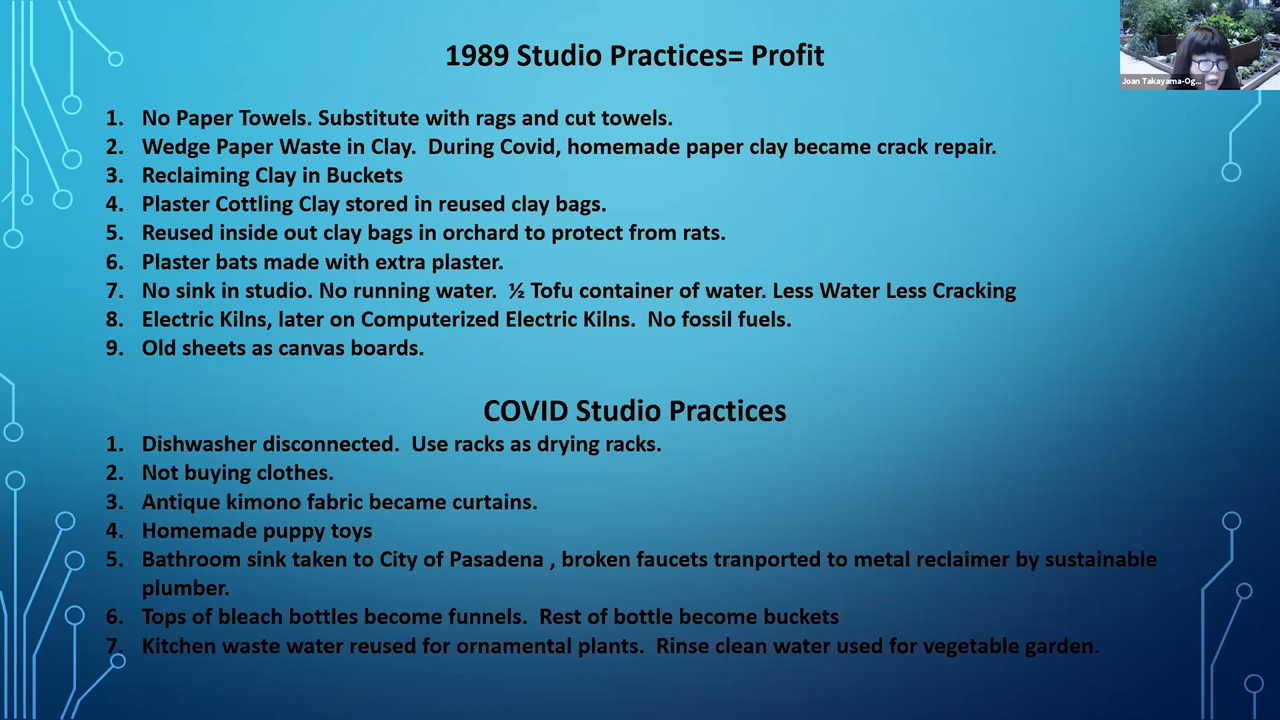 1989 Studio Practices= Profit
Joan Takayama-Og...
1. No Paper Towels. Substitute with rags and cut towels.
2. Wedge Paper Waste in Clay. During Covid, homemade paper clay became crack repair.
3. Reclaiming Clay in Buckets
4. Plaster Cottling Clay stored in reused clay bags.
5. Reused inside out clay bags in orchard to protect from rats.
6. Plaster bats made with extra plaster.
7. No sink in studio. No running water. ½ Tofu container of water. Less Water Less Cracking
8. Electric Kilns, later on Computerized Electric Kilns. No fossil fuels.
9. Old sheets as canvas boards.
COVID Studio Practices
1. Dishwasher disconnected. Use racks as drying racks.
2. Not buying clothes.
3. Antique kimono fabric became curtains.
4. Homemade puppy toys
5. Bathroom sink taken to City of Pasadena , broken faucets tranported to metal reclaimer by sustainable
plumber.
6. Tops of bleach bottles become funnels. Rest of bottle become buckets
7. Kitchen waste water reused for ornamental plants. Rinse clean water used for vegetable garden.